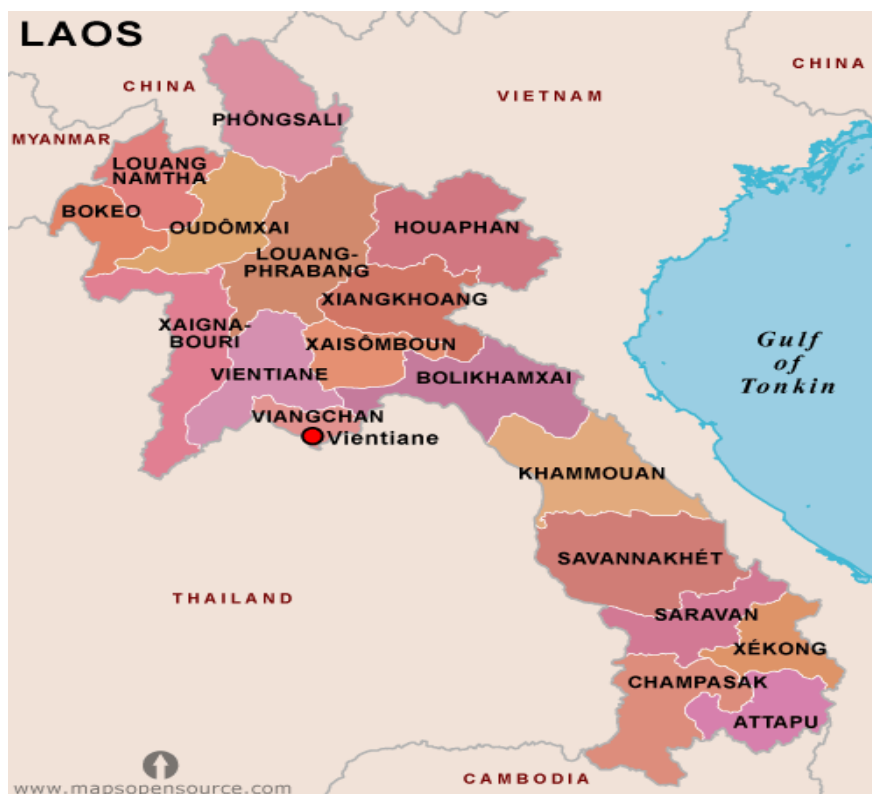 LAOS
CHINA
CHINA
VIETNAM
PHÔNGSALI
MYANMAR
LOUANG
NAMTHA
BOKEO
OUDÔMXAI
HOUAPHAN
LOUANG-
PHRABANG
XIANGKHOANG
XAIGNA-
BOURI
XAISÔMBOUN
Gulf
of
Tonkin
VIENTIANE
BOLIKHAMXAI
VIANGCHAN
Vientiane
KHAMMOUAN
SAVANNAKHÉT
THAILAND
SARAVAN
XÉKONG
CHAMPASAK
ATTAPU
CAMBODIA
www.mapsopensource.com